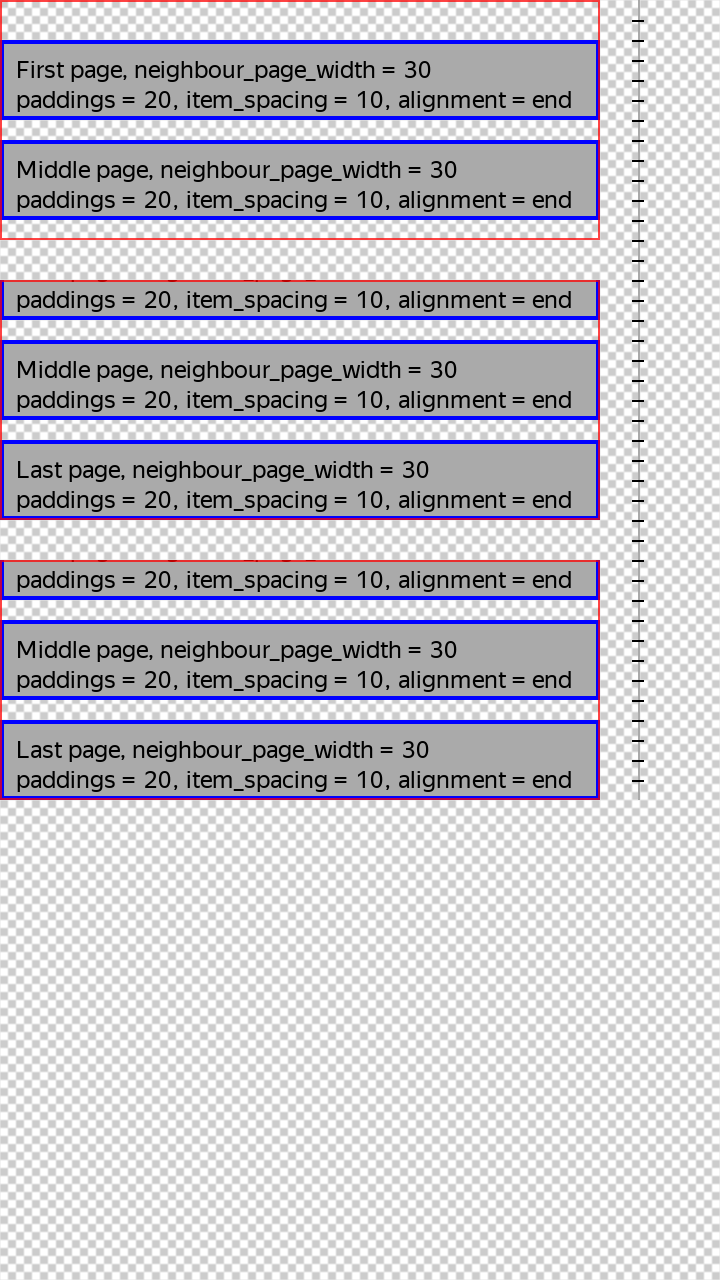 First page, neighbour_page_width = 30
paddings = 20, item_spacing = 10, alignment = end
Middle page, neighbour_page_width = 30
paddings = 20, item_spacing = 10, alignment = end
paddings = 20, item_spacing = 10, alignment = end
Middle page, neighbour_page_width = 30
paddings = 20, item_spacing = 10, alignment = end
Last page, neighbour_page_width = 30
paddings = 20, item_spacing = 10, alignment = end
paddings = 20, item_spacing = 10, alignment = end
Middle page, neighbour_page_width = 30
paddings = 20, item_spacing = 10, alignment = end
Last page, neighbour_page_width = 30
paddings = 20, item_spacing = 10, alignment = end